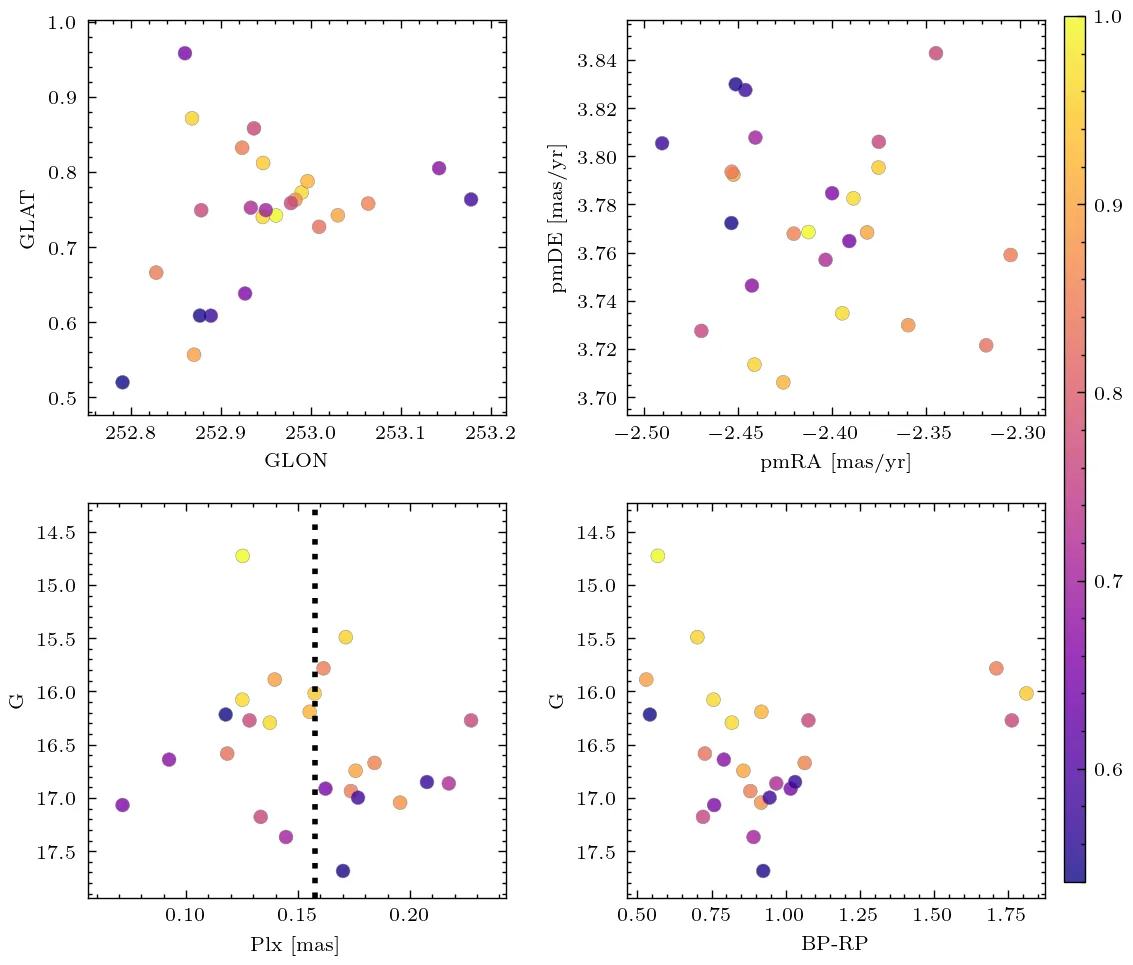 1.0
0.9
0.8
0.7
0.6
0.5
GLAT
252.8 252.9 253.0 253.1 253.2
GLON
3.84
3.82
3.80
3.78
3.76
3.74
3.72
3.70
pmDE [mas/yr]
−2.50 −2.45 −2.40 −2.35 −2.30
pmRA [mas/yr]
1.0
0.9
0.8
0.7
0.6
14.5
15.0
15.5
16.0
16.5
17.0
17.5
G
0.10 0.15 0.20
Plx [mas]
14.5
15.0
15.5
16.0
16.5
17.0
17.5
G
0.50 0.75 1.00 1.25 1.50 1.75
BP-RP